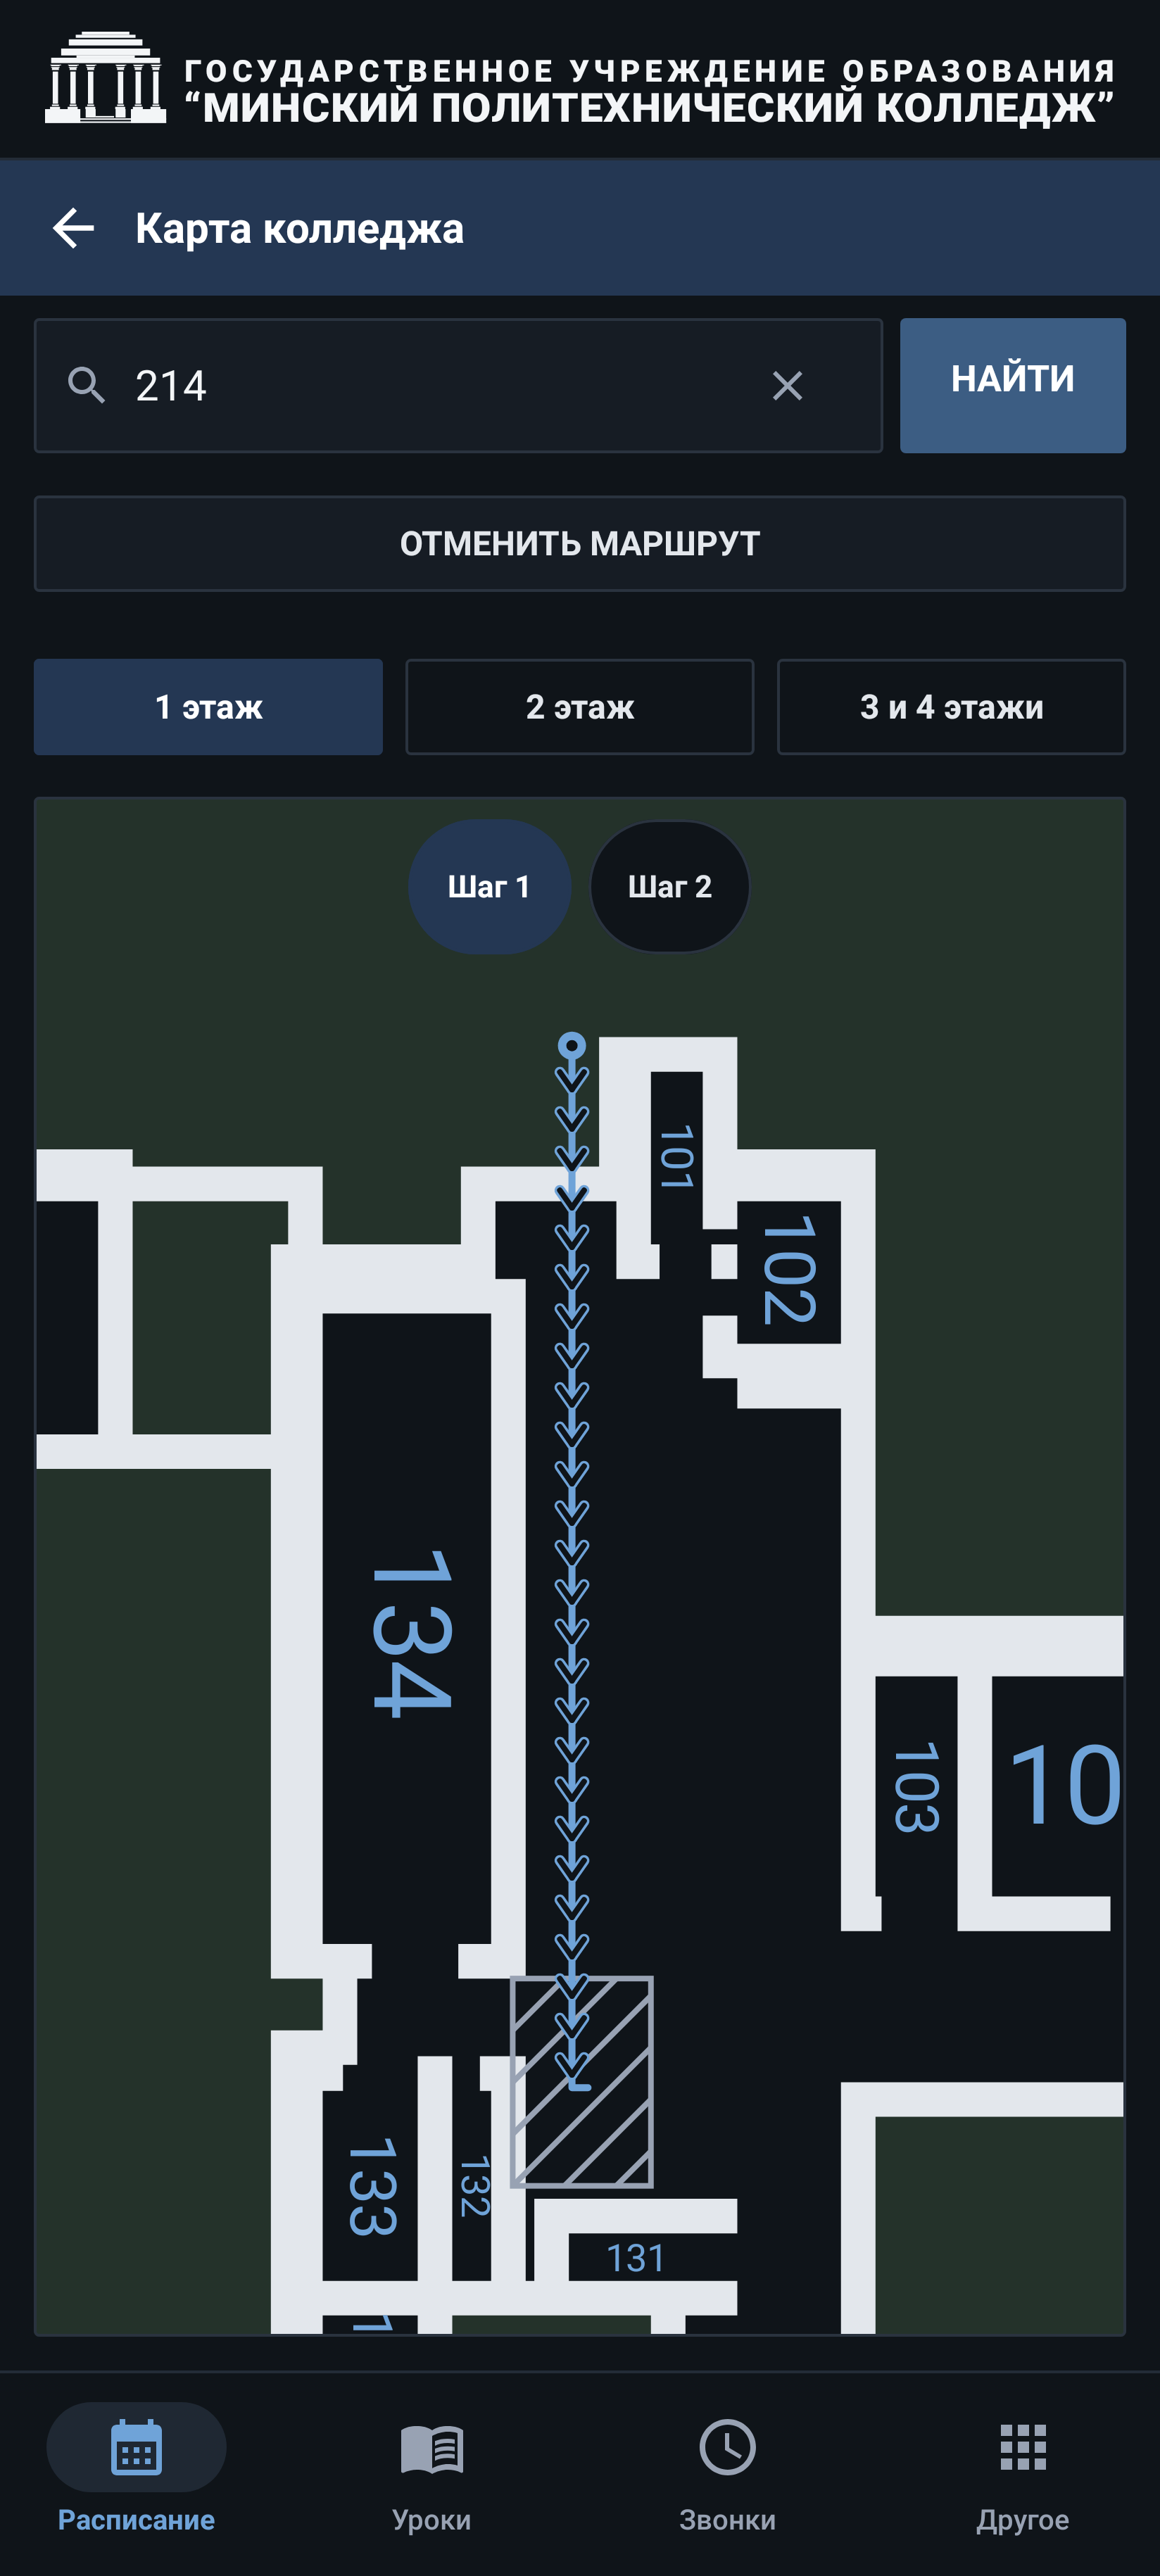 ГОСУДАРСТВЕННОЕ УЧРЕЖДЕНИЕ ОБРАЗОВАНИЯ
“МИНСКИЙ ПОЛИТЕХНИЧЕСКИЙ КОЛЛЕДЖ”
Карта колледжа
214
НАЙТИ
ОТМЕНИТЬ МАРШРУТ
1 этаж
2 этаж
3 и 4 этажи
Шаг 1
Шаг 2
101
102
134
103
10
133
132
131
1
Расписание
Уроки
Звонки
Другое